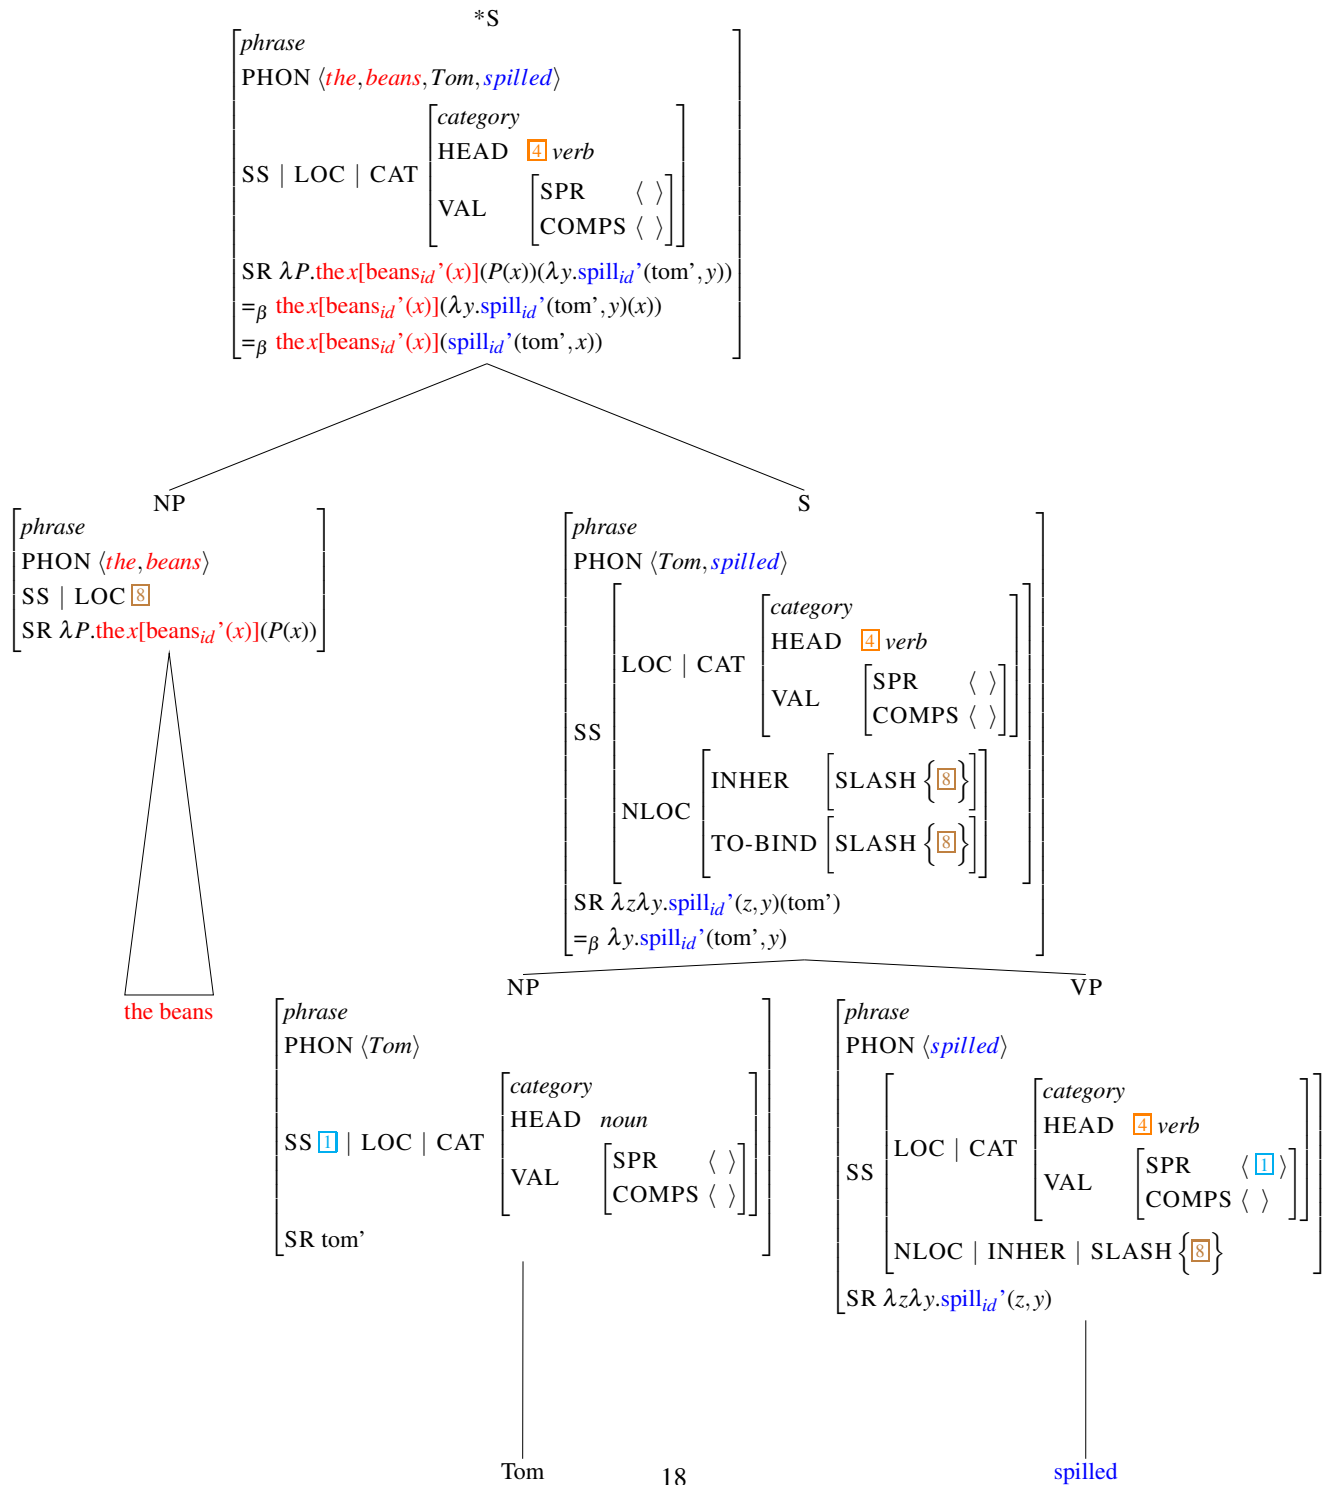 *S
phrase
PHON ⟨the, beans, Tom, spilled⟩
SS | LOC | CAT
category
HEAD 4 verb
VAL
SPR ⟨ ⟩
COMPS ⟨ ⟩
SR λP.the x[beans_id'(x)](P(x))(λy.spill_id'(tom', y))
=β the x[beans_id'(x)](λy.spill_id'(tom', y)(x))
=β the x[beans_id'(x)](spill_id'(tom', x))
NP
phrase
PHON ⟨the, beans⟩
SS | LOC 8
SR λP.the x[beans_id'(x)](P(x))
the beans
S
phrase
PHON ⟨Tom, spilled⟩
SS
LOC | CAT
category
HEAD 4 verb
VAL
SPR ⟨ ⟩
COMPS ⟨ ⟩
NLOC
INHER [SLASH {8}]
TO-BIND [SLASH {8}]
SR λzλy.spill_id'(z, y)(tom')
=β λy.spill_id'(tom', y)
NP
phrase
PHON ⟨Tom⟩
SS 1 | LOC | CAT
category
HEAD noun
VAL
SPR ⟨ ⟩
COMPS ⟨ ⟩
SR tom'
Tom
VP
phrase
PHON ⟨spilled⟩
SS
LOC | CAT
category
HEAD 4 verb
VAL
SPR ⟨ 1 ⟩
COMPS ⟨ ⟩
NLOC | INHER | SLASH {8}
SR λzλy.spill_id'(z, y)
spilled
18